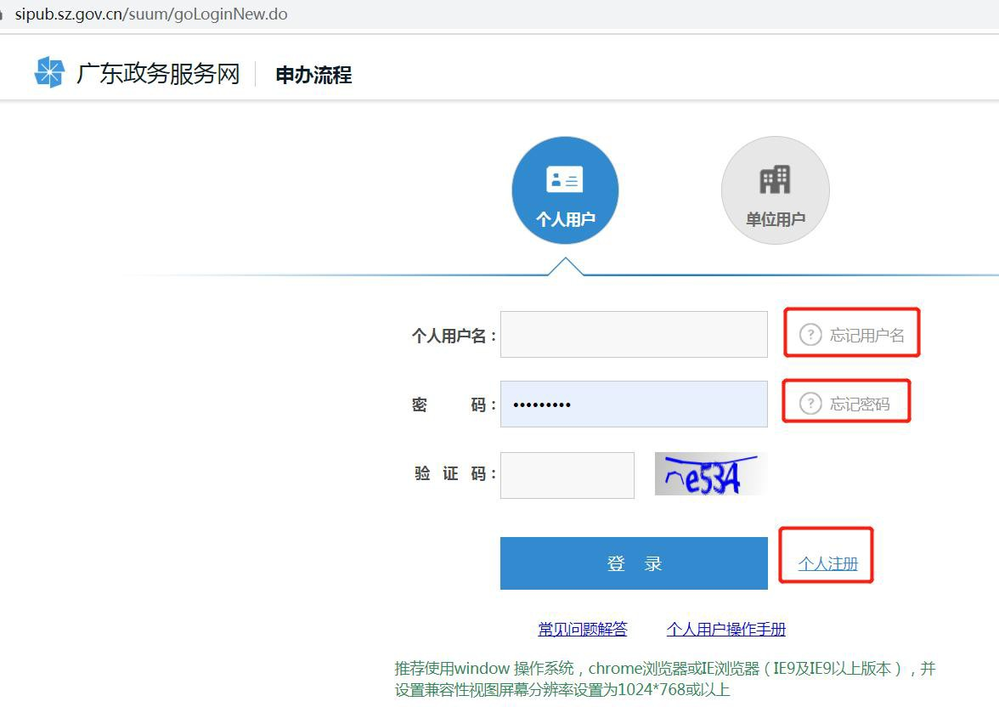 sipub.sz.gov.cn/suum/goLoginNew.do
广东政务服务网 申办流程
个人用户 单位用户
个人用户名： ? 忘记用户名
密 码： ••••••••• ? 忘记密码
验 证 码： e534
登 录 个人注册
常见问题解答 个人用户操作手册
推荐使用window 操作系统，chrome浏览器或IE浏览器（IE9及IE9以上版本），并
设置兼容性视图屏幕分辨率设置为1024*768或以上